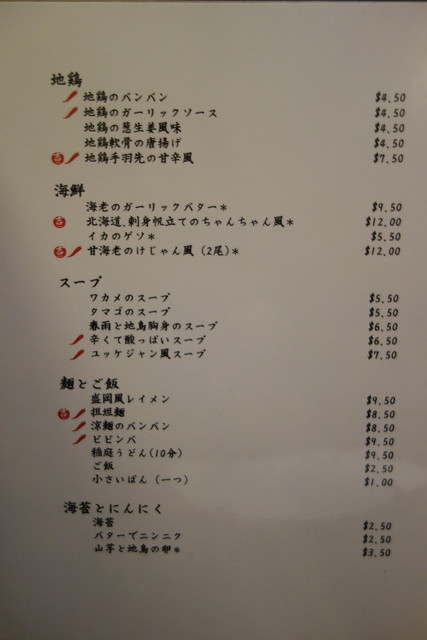 地鶏
地鶏のバンバン $4.50
地鶏のガーリックソース $4.50
地鶏の葱生姜風味 $4.50
地鶏軟骨の唐揚げ $4.50
地鶏手羽先の甘辛風 $7.50
海鮮
海老のガーリックバター* $9.50
北海道、刺身帆立てのちゃんちゃん風* $12.00
イカのゲソ* $5.50
甘海老のけじゃん風 (2尾)* $12.00
スープ
ワカメのスープ $5.50
タマゴのスープ $5.50
春雨と地鳥胸身のスープ $6.50
辛くて酸っぱいスープ $6.50
ユッケジャン風スープ $7.50
麺とご飯
盛岡風レイメン $9.50
担担麺 $8.50
涼麺のバンバン $8.50
ビビンバ $9.50
稲庭うどん(10分) $9.50
ご飯 $2.50
小さいぱん (一つ) $1.00
海苔とにんにく
海苔 $2.50
バターでニンニク $2.50
山芋と地鳥の卵* $3.50